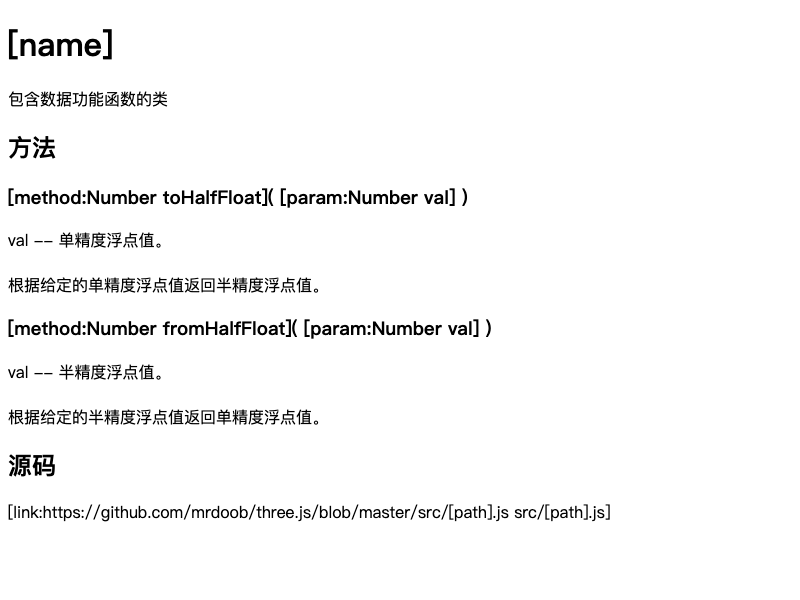 [name]
包含数据功能函数的类
方法
[method:Number toHalfFloat]( [param:Number val] )
val -- 单精度浮点值。
根据给定的单精度浮点值返回半精度浮点值。
[method:Number fromHalfFloat]( [param:Number val] )
val -- 半精度浮点值。
根据给定的半精度浮点值返回单精度浮点值。
源码
[link:https://github.com/mrdoob/three.js/blob/master/src/[path].js src/[path].js]